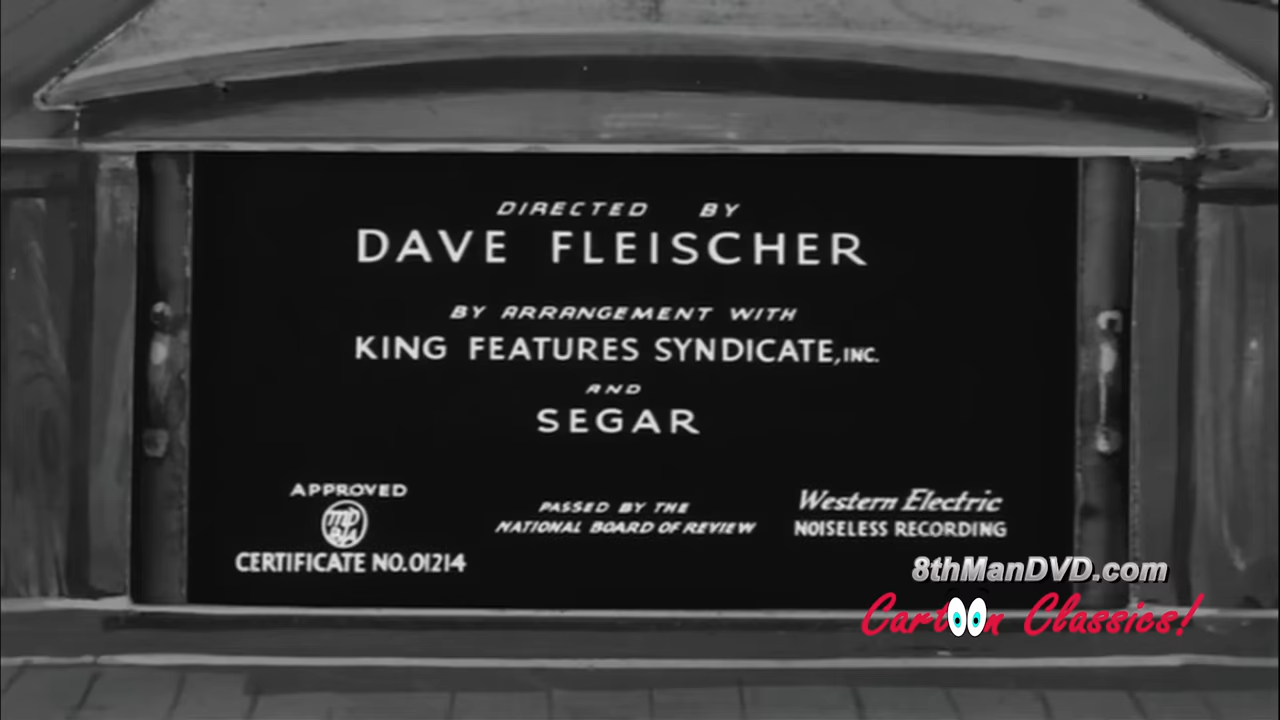 DIRECTED BY
DAVE FLEISCHER
BY ARRANGEMENT WITH
KING FEATURES SYNDICATE, INC.
AND
SEGAR
APPROVED
MPPDA
CERTIFICATE NO. 01214
PASSED BY THE
NATIONAL BOARD OF REVIEW
Western Electric
NOISELESS RECORDING
8thManDVD.com
Cartoon Classics!